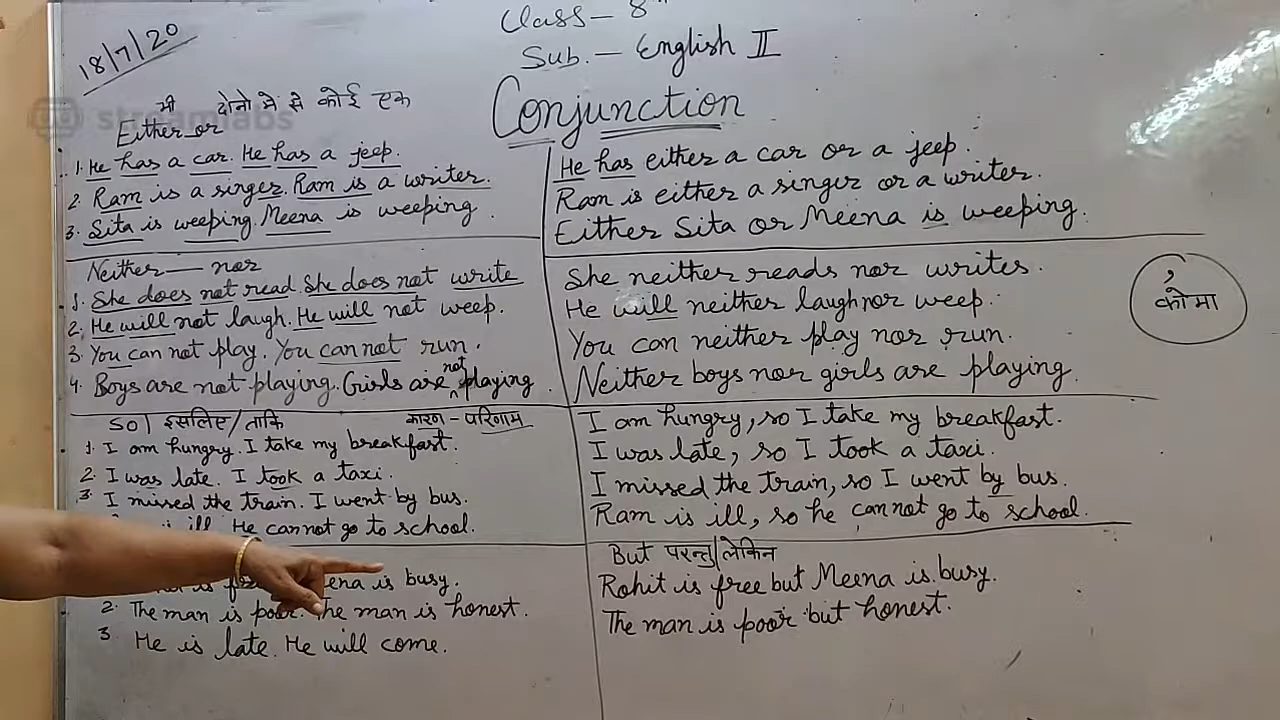 18/7/20
Class - 8
Sub. - English II
Conjunction
streamlabs
भी दोनो मे से कोई एक
Either or
1. He has a car. He has a jeep.
2. Ram is a singer. Ram is a writer.
3. Sita is weeping. Meena is weeping.
He has either a car or a jeep.
Ram is either a singer or a writer.
Either Sita or Meena is weeping.
Neither — nor
1. She does not read. She does not write
2. He will not laugh. He will not weep.
3. You can not play. You can not run.
4. Boys are not playing. Girls are not playing.
She neither reads nor writes.
He will neither laugh nor weep.
You can neither play nor run.
Neither boys nor girls are playing.
, कोमा
SO| इसलिए/ताकि कारण - परिणाम
1. I am hungry. I take my breakfast.
2. I was late. I took a taxi.
3. I missed the train. I went by bus.
ill. He cannot go to school.
I am hungry, so I take my breakfast.
I was late, so I took a taxi.
I missed the train, so I went by bus.
Ram is ill, so he cannot go to school.
is busy.
2. The man is poor. The man is honest.
3. He is late. He will come.
But परन्तु/लेकिन
Rohit is free but Meena is busy.
The man is poor but honest.